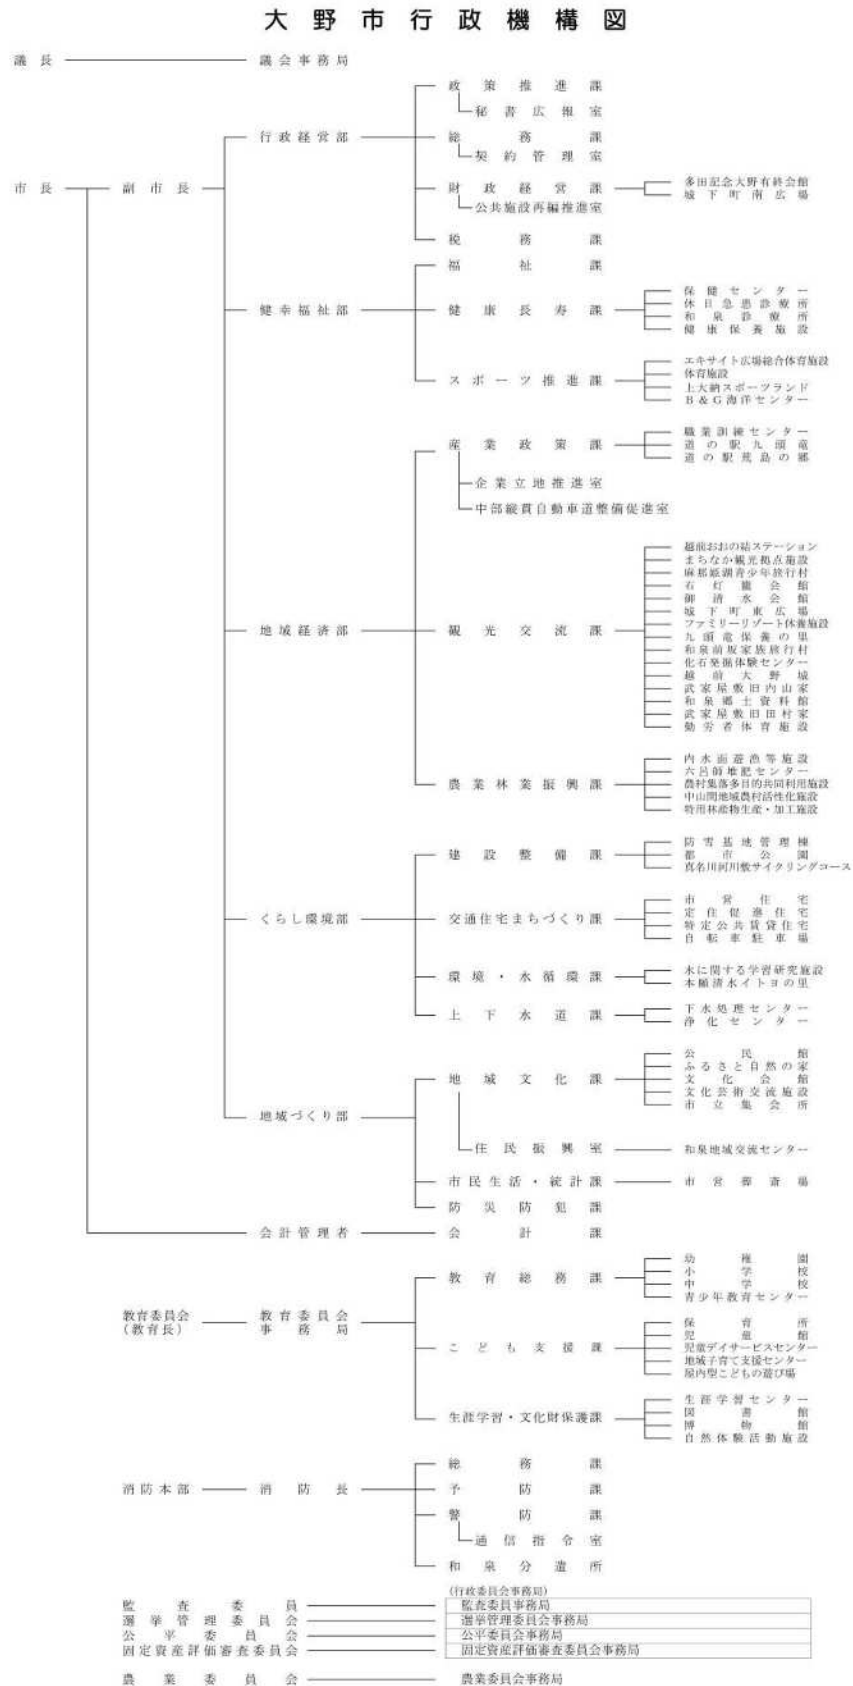 大野市行政機構図
議長 議会事務局
政策推進課
秘書広報室
行政経営部 総務課
契約管理室
市長 副市長 財政経営課 多田記念大野有終会館
城下町南広場
公共施設再編推進室
税務課
福祉課
保健センター
休日急患診療所
健幸福祉部 健康長寿課
和泉診療所
健康保養施設
エキサイト広場総合体育施設
体育施設
スポーツ推進課
上大納スポーツランド
B&G海洋センター
職業訓練センター
産業政策課 道の駅九頭竜
道の駅荒島の郷
企業立地推進室
中部縦貫自動車道整備促進室
越前おおの結ステーション
まちなか観光拠点施設
麻那姫湖青少年旅行村
石灯籠会館
御清水会館
城下町東広場
ファミリーリゾート休養施設
地域経済部 観光交流課 九頭竜保養の里
和泉前坂家族旅行村
化石発掘体験センター
越前大野城
武家屋敷旧内山家
和泉郷土資料館
武家屋敷旧田村家
勤労者体育施設
内水面遊漁等施設
六呂師堆肥センター
農業林業振興課 農村集落多目的共同利用施設
中山間地域農村活性化施設
特用林産物生産・加工施設
防雪基地管理棟
建設整備課 都市公園
真名川河川敷サイクリングコース
市営住宅
定住促進住宅
くらし環境部 交通住宅まちづくり課
特定公共賃貸住宅
自転車駐車場
環境・水循環課 水に関する学習研究施設
本願清水イトヨの里
上下水道課 下水処理センター
浄化センター
公民館
ふるさと自然の家
地域文化課 文化会館
文化芸術交流施設
市立集会所
地域づくり部
住民振興室 和泉地域交流センター
市民生活・統計課 市営葬斎場
防災防犯課
会計管理者 会計課
幼稚園
小学校
教育総務課
中学校
青少年教育センター
教育委員会 教育委員会
(教育長) 事務局
保育所
児童館
こども支援課 児童デイサービスセンター
地域子育て支援センター
屋内型こどもの遊び場
生涯学習センター
図書館
生涯学習・文化財保護課
博物館
自然体験活動施設
総務課
消防本部 消防長 予防課
警防課
通信指令室
和泉分遣所
(行政委員会事務局)
監査委員 監査委員事務局
選挙管理委員会 選挙管理委員会事務局
公平委員会 公平委員会事務局
固定資産評価審査委員会 固定資産評価審査委員会事務局
農業委員会 農業委員会事務局